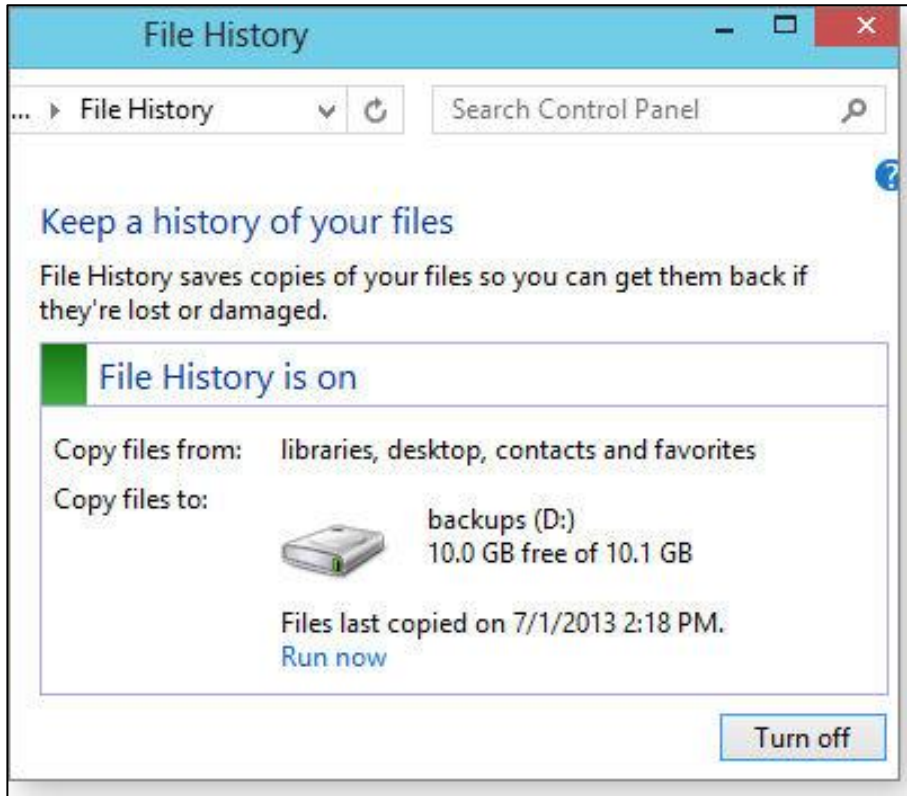 File History
... File History
Search Control Panel
?
Keep a history of your files
File History saves copies of your files so you can get them back if
they're lost or damaged.
File History is on
Copy files from: libraries, desktop, contacts and favorites
Copy files to:
backups (D:)
10.0 GB free of 10.1 GB
Files last copied on 7/1/2013 2:18 PM.
Run now
Turn off